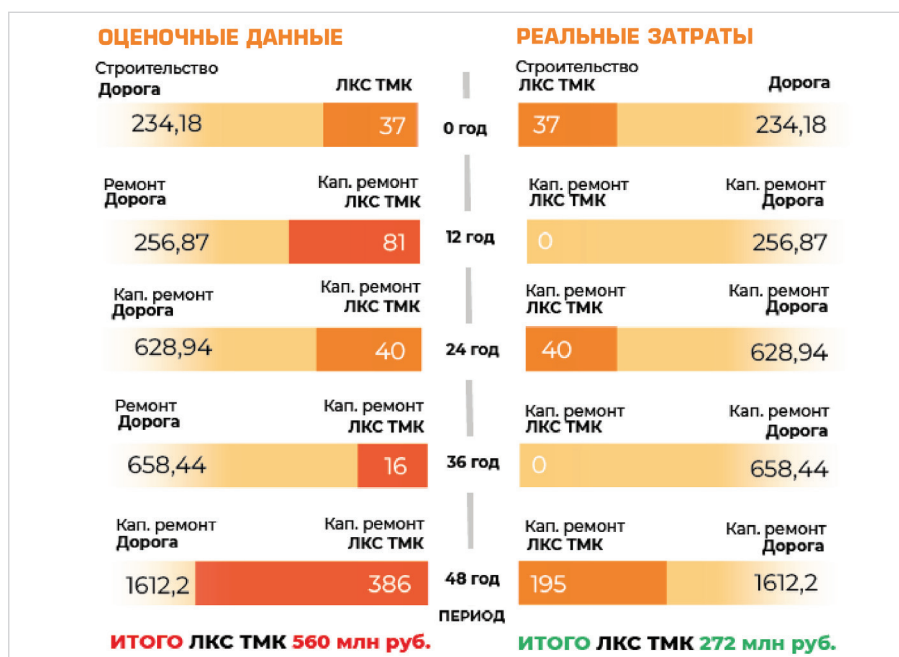 ОЦЕНОЧНЫЕ ДАННЫЕ
РЕАЛЬНЫЕ ЗАТРАТЫ
Строительство
Дорога
ЛКС ТМК
Строительство
ЛКС ТМК
Дорога
234,18
37
0 год
37
234,18
Ремонт
Дорога
Кап. ремонт
ЛКС ТМК
Кап. ремонт
ЛКС ТМК
Кап. ремонт
Дорога
256,87
81
12 год
0
256,87
Кап. ремонт
Дорога
Кап. ремонт
ЛКС ТМК
Кап. ремонт
ЛКС ТМК
Кап. ремонт
Дорога
628,94
40
24 год
40
628,94
Ремонт
Дорога
Кап. ремонт
ЛКС ТМК
Кап. ремонт
ЛКС ТМК
Кап. ремонт
Дорога
658,44
16
36 год
0
658,44
Кап. ремонт
Дорога
Кап. ремонт
ЛКС ТМК
Кап. ремонт
ЛКС ТМК
Кап. ремонт
Дорога
1612,2
386
48 год
195
1612,2
ПЕРИОД
ИТОГО ЛКС ТМК 560 млн руб.
ИТОГО ЛКС ТМК 272 млн руб.